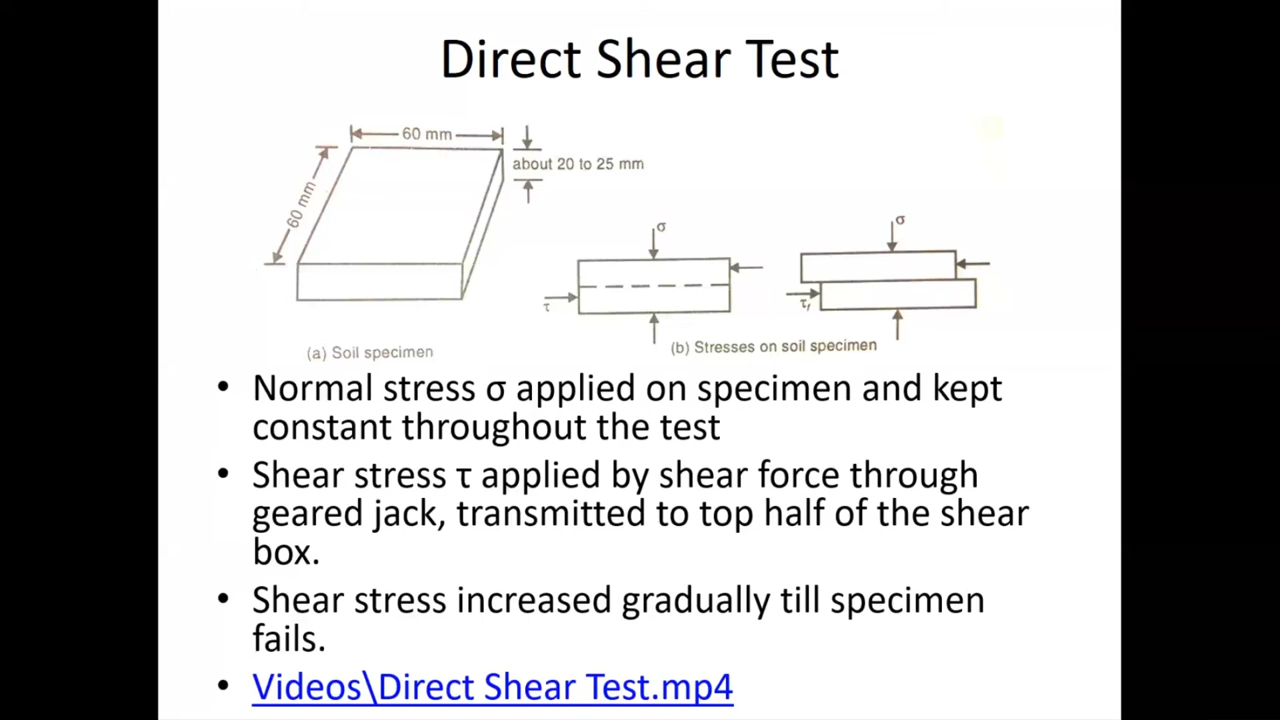 Direct Shear Test
60 mm
about 20 to 25 mm
60 mm
σ
σ
τ
τ,
(a) Soil specimen
(b) Stresses on soil specimen
• Normal stress σ applied on specimen and kept
constant throughout the test
• Shear stress τ applied by shear force through
geared jack, transmitted to top half of the shear
box.
• Shear stress increased gradually till specimen
fails.
• Videos\Direct Shear Test.mp4